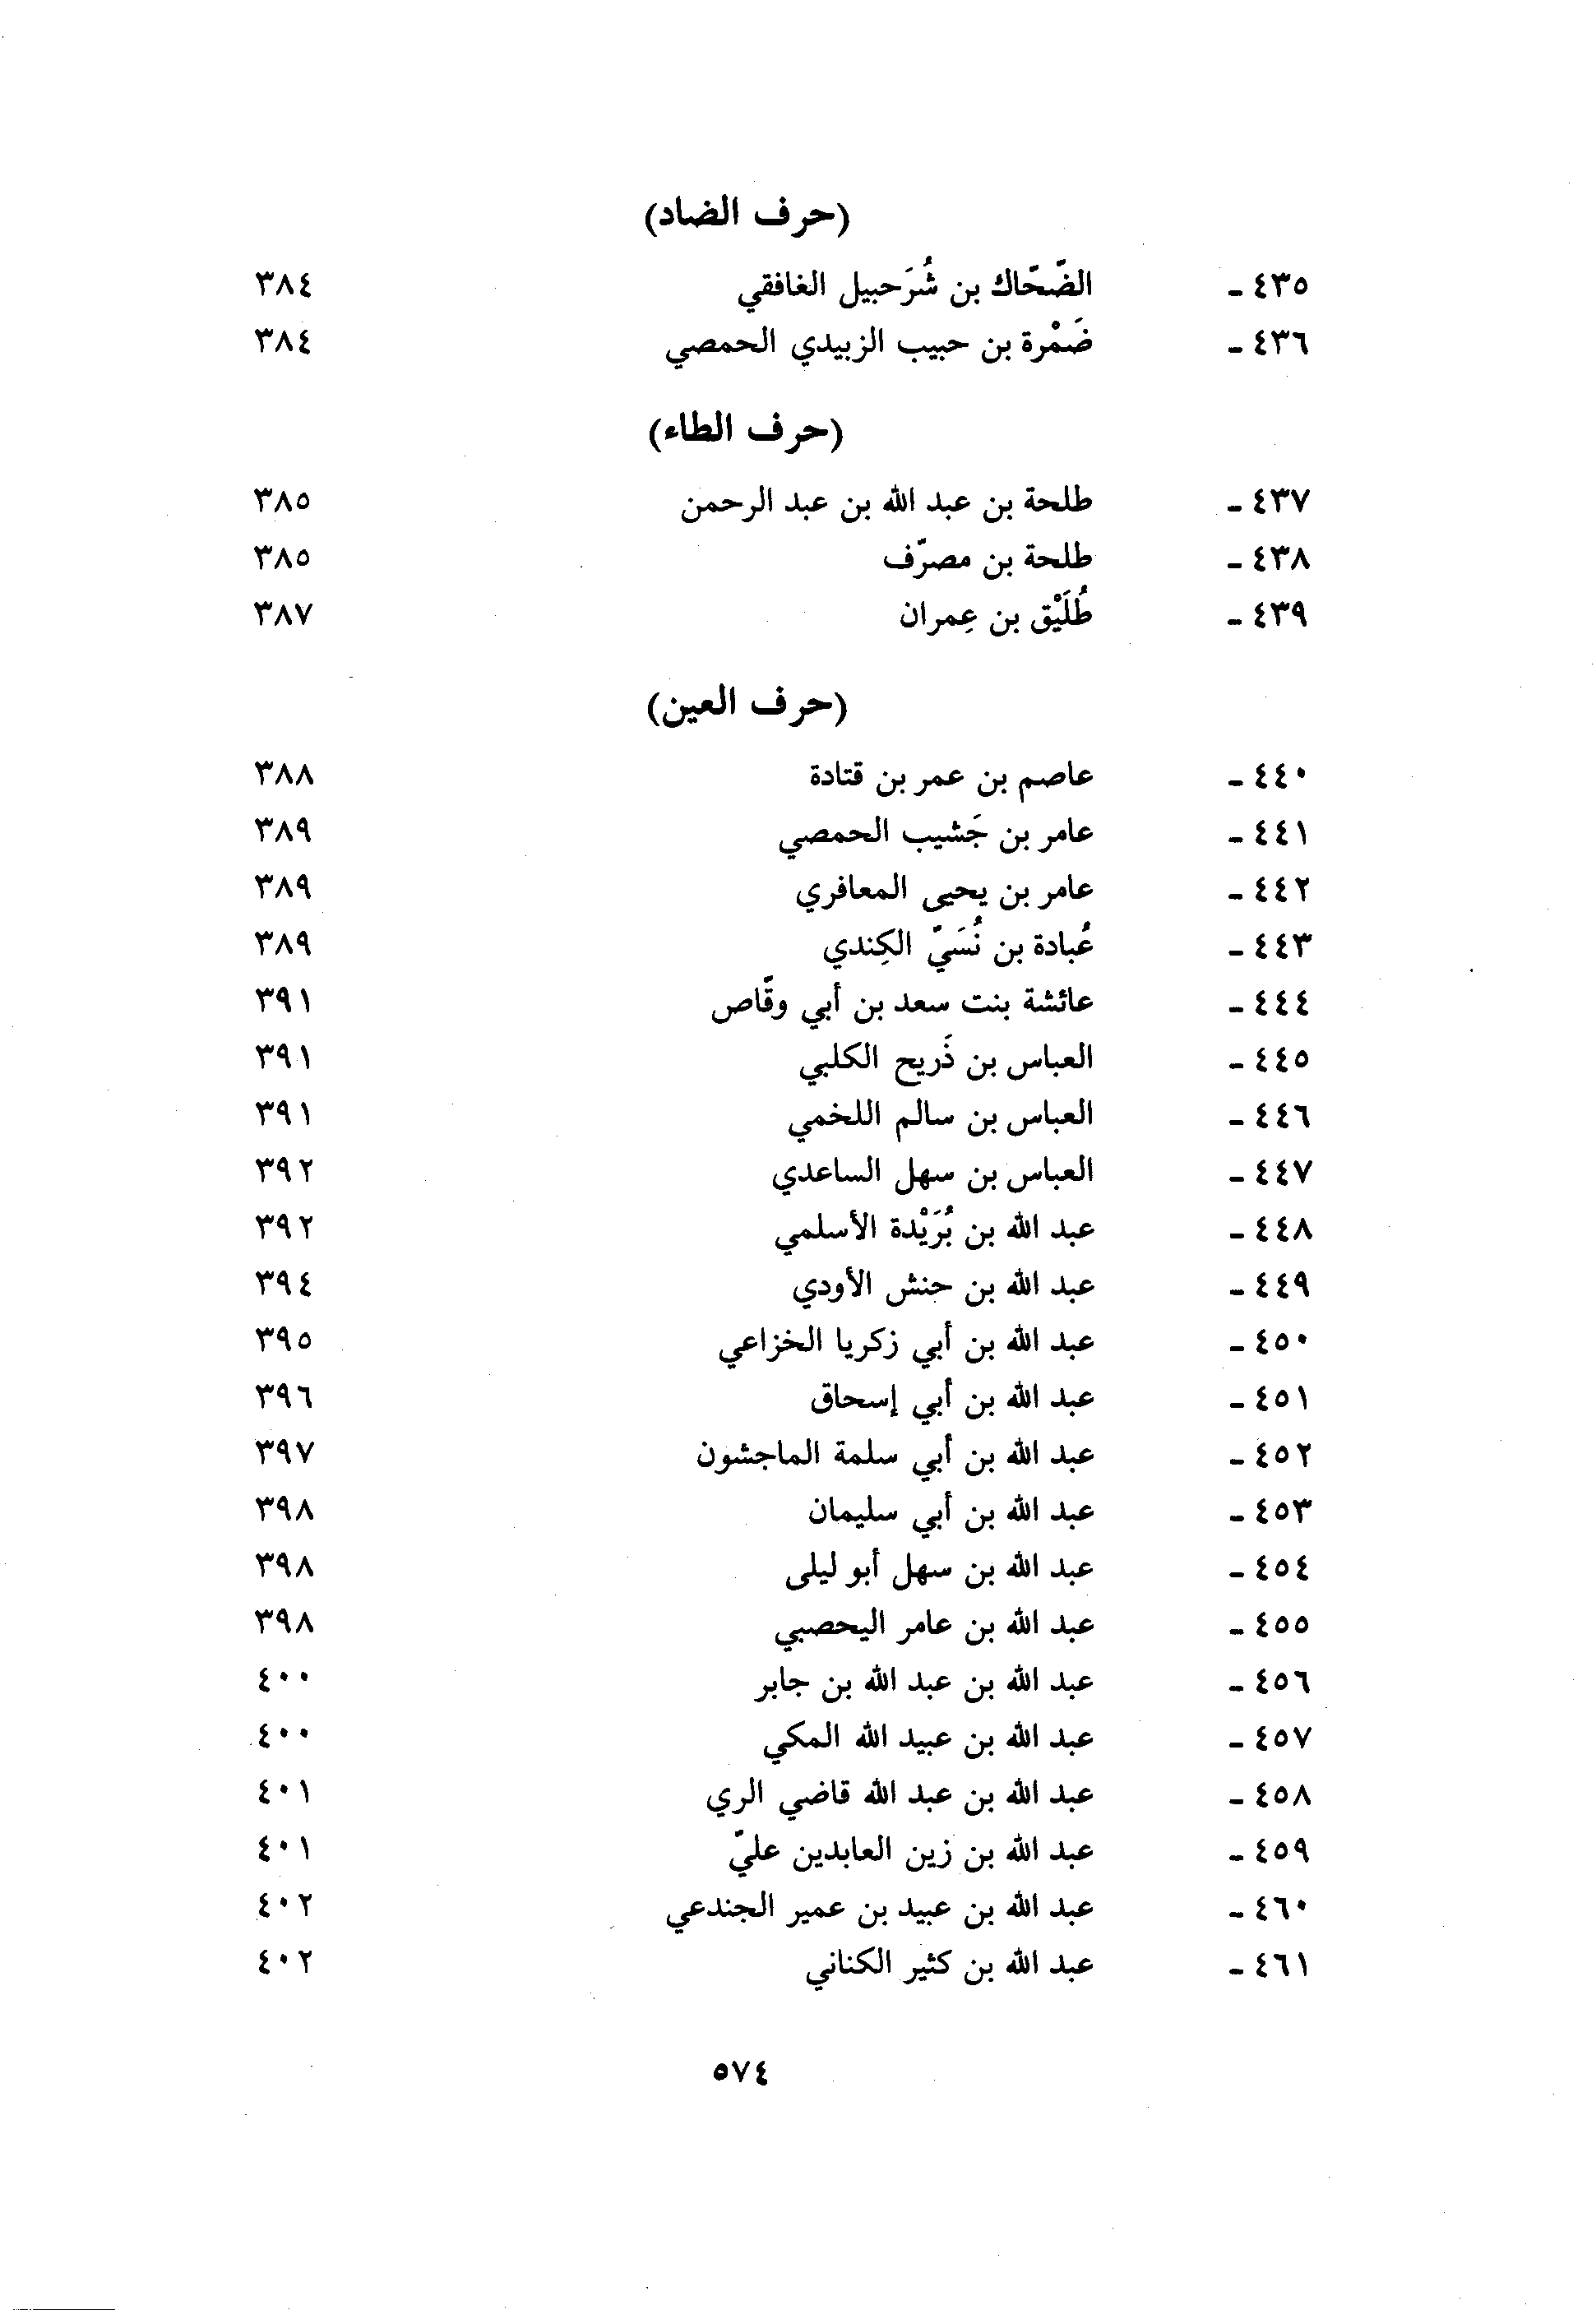 (حرف الضاد)
٤٣٥ - الضّحّاك بن شُرَحبيل الغافقي ٣٨٤
٤٣٦ - ضَمْرة بن حبيب الزبيدي الحمصي ٣٨٤
(حرف الطاء)
٤٣٧ - طلحة بن عبد الله بن عبد الرحمن ٣٨٥
٤٣٨ - طلحة بن مصرّف ٣٨٥
٤٣٩ - طُلَيْق بن عِمران ٣٨٧
(حرف العين)
٤٤٠ - عاصم بن عمر بن قتادة ٣٨٨
٤٤١ - عامر بن جَشيب الحمصي ٣٨٩
٤٤٢ - عامر بن يحيى المعافري ٣٨٩
٤٤٣ - عُبادة بن نُسَيّ الكِندي ٣٨٩
٤٤٤ - عائشة بنت سعد بن أبي وقّاص ٣٩١
٤٤٥ - العباس بن ذَريح الكلبي ٣٩١
٤٤٦ - العباس بن سالم اللخمي ٣٩١
٤٤٧ - العباس بن سهل الساعدي ٣٩٢
٤٤٨ - عبد الله بن بُرَيْدة الأسلمي ٣٩٢
٤٤٩ - عبد الله بن حنش الأودي ٣٩٤
٤٥٠ - عبد الله بن أبي زكريا الخزاعي ٣٩٥
٤٥١ - عبد الله بن أبي إسحاق ٣٩٦
٤٥٢ - عبد الله بن أبي سلمة الماجشون ٣٩٧
٤٥٣ - عبد الله بن أبي سليمان ٣٩٨
٤٥٤ - عبد الله بن سهل أبو ليلى ٣٩٨
٤٥٥ - عبد الله بن عامر اليحصبي ٣٩٨
٤٥٦ - عبد الله بن عبد الله بن جابر ٤٠٠
٤٥٧ - عبد الله بن عبيد الله المكي ٤٠٠
٤٥٨ - عبد الله بن عبد الله قاضي الري ٤٠١
٤٥٩ - عبد الله بن زين العابدين عليّ ٤٠١
٤٦٠ - عبد الله بن عبيد بن عمير الجندعي ٤٠٢
٤٦١ - عبد الله بن كثير الكناني ٤٠٢
٥٧٤